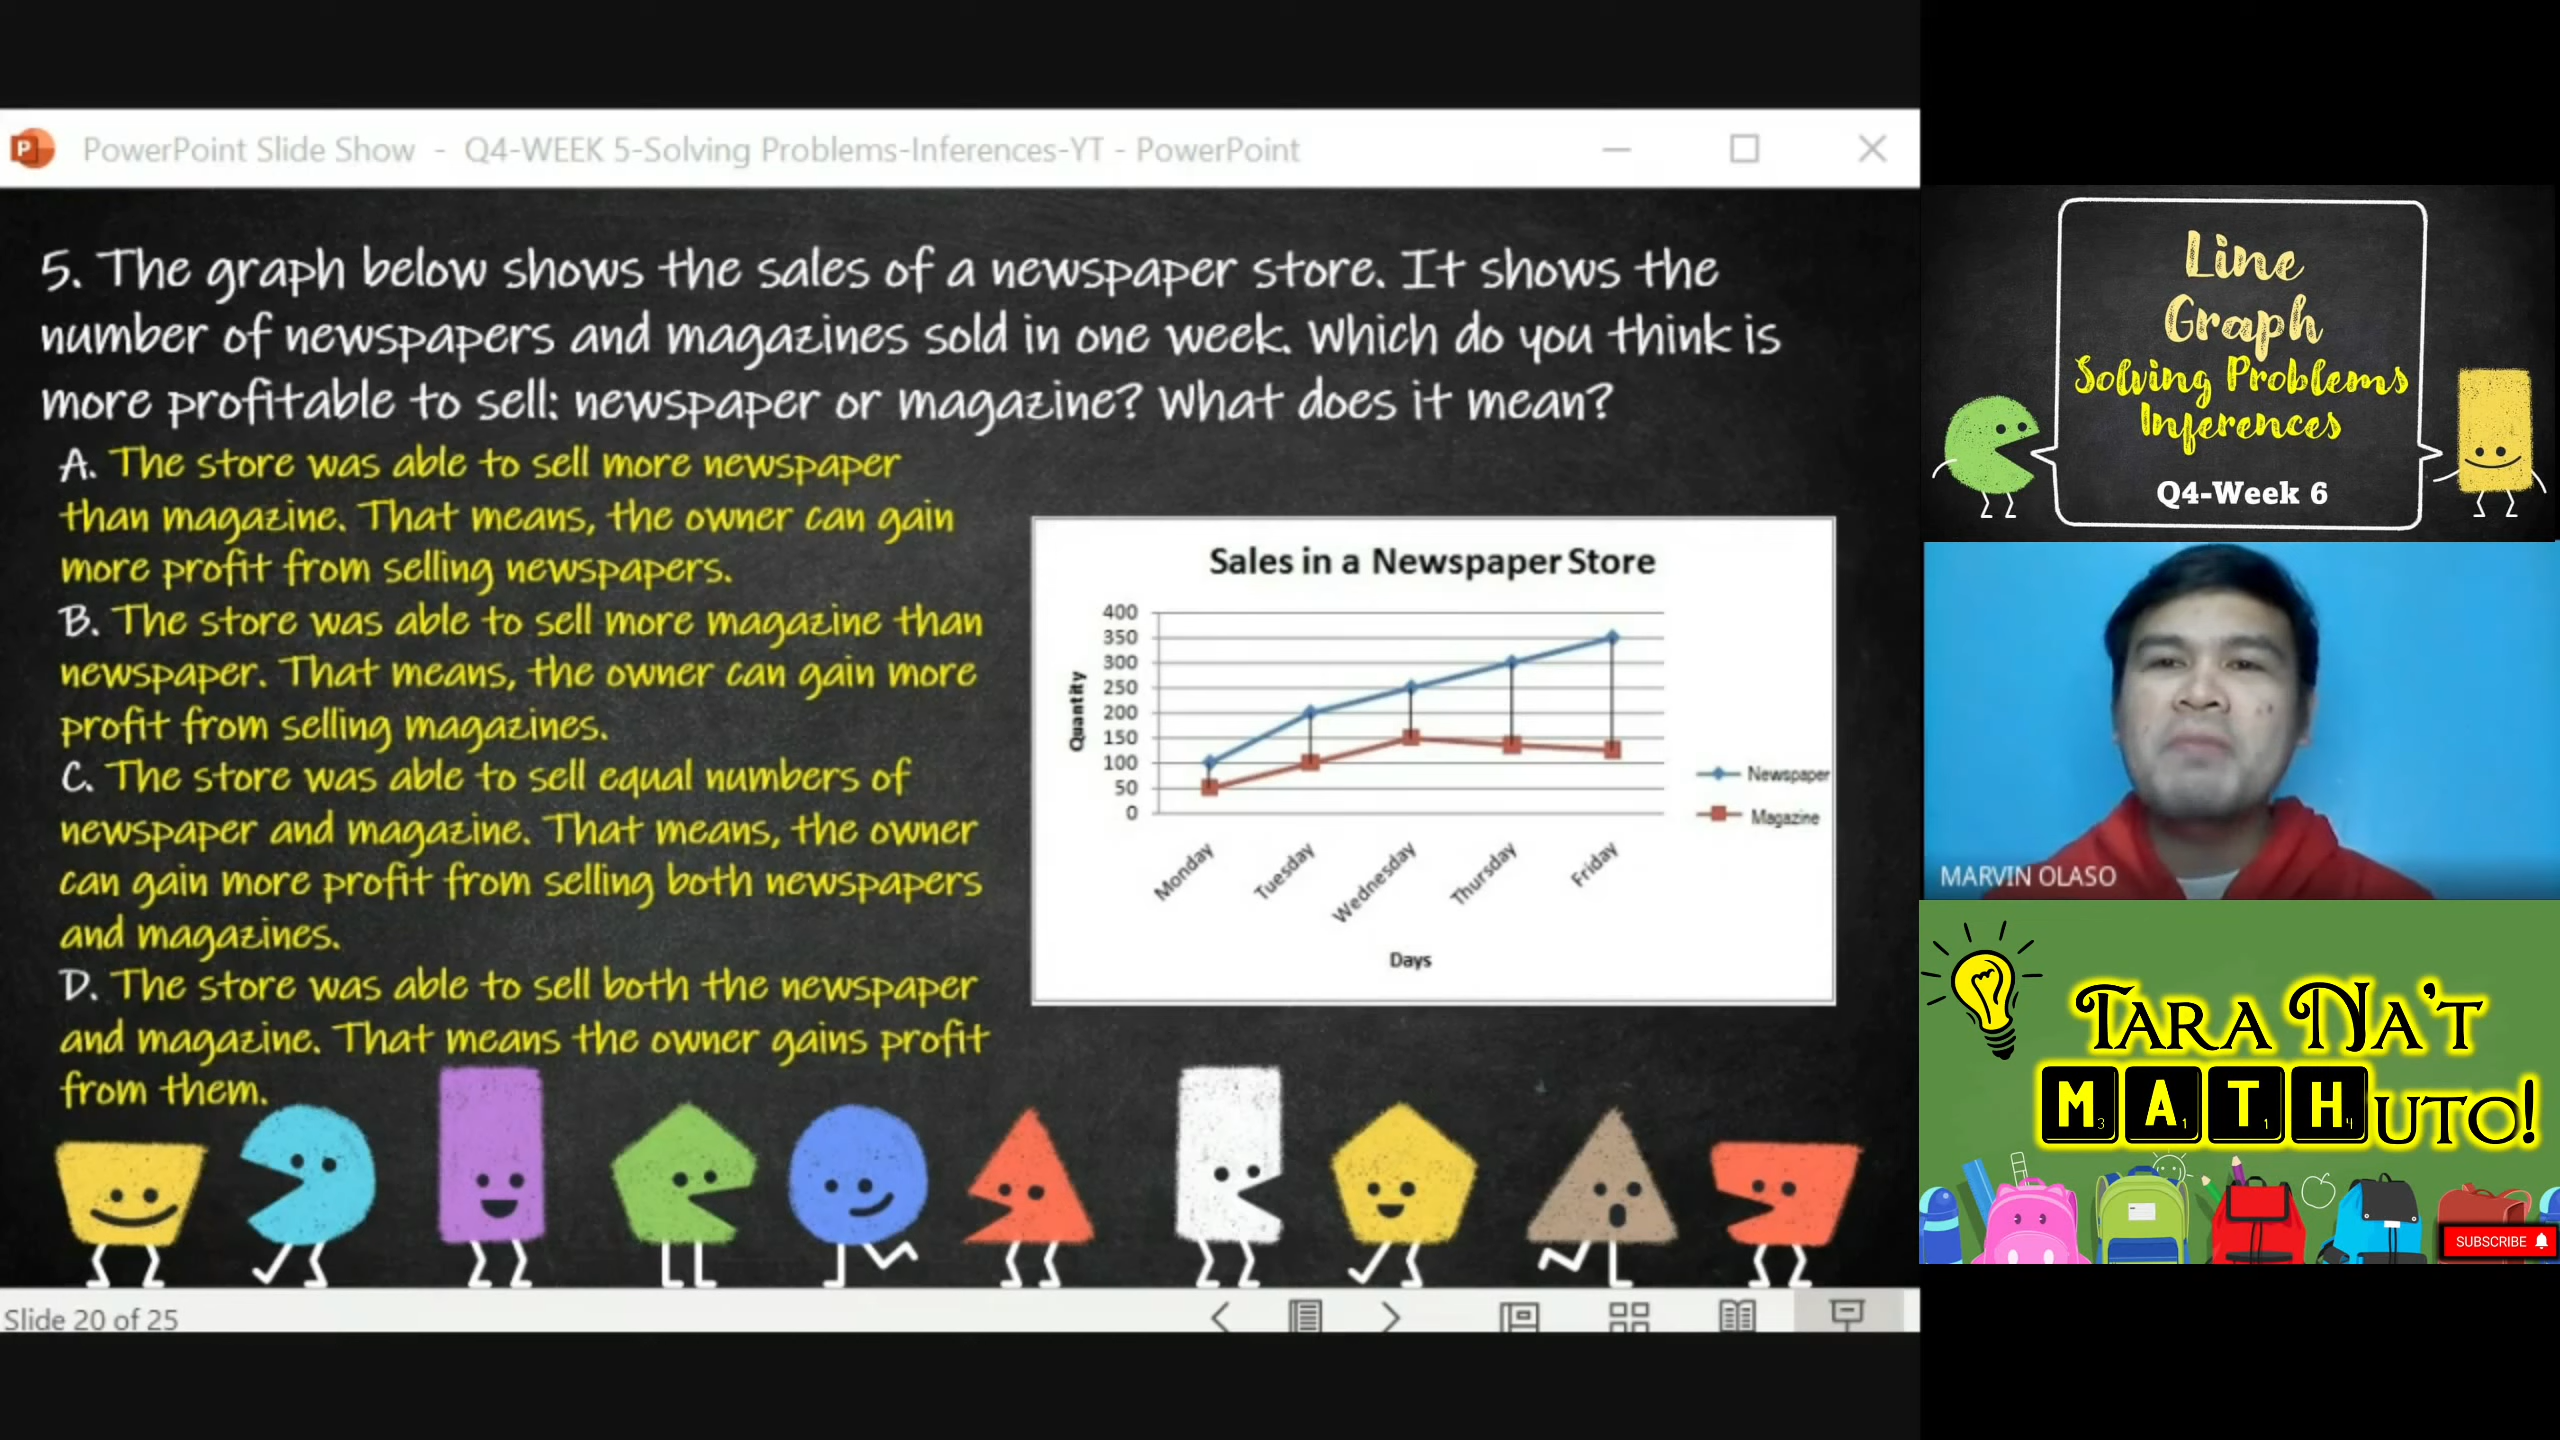 PowerPoint Slide Show - Q4-WEEK 5-Solving Problems-Inferences-YT - PowerPoint
5. The graph below shows the sales of a newspaper store. It shows the
number of newspapers and magazines sold in one week. Which do you think is
more profitable to sell: newspaper or magazine? What does it mean?
A. The store was able to sell more newspaper
than magazine. That means, the owner can gain
more profit from selling newspapers.
B. The store was able to sell more magazine than
newspaper. That means, the owner can gain more
profit from selling magazines.
C. The store was able to sell equal numbers of
newspaper and magazine. That means, the owner
can gain more profit from selling both newspapers
and magazines.
D. The store was able to sell both the newspaper
and magazine. That means the owner gains profit
from them.
Sales in a Newspaper Store
Quantity
400
350
300
250
200
150
100
50
0
Monday
Tuesday
Wednesday
Thursday
Friday
Days
Newspaper
Magazine
Slide 20 of 25
Line
Graph
Solving Problems
Inferences
Q4-Week 6
MARVIN OLASO
TARA NA'T
MATHUTO!
SUBSCRIBE